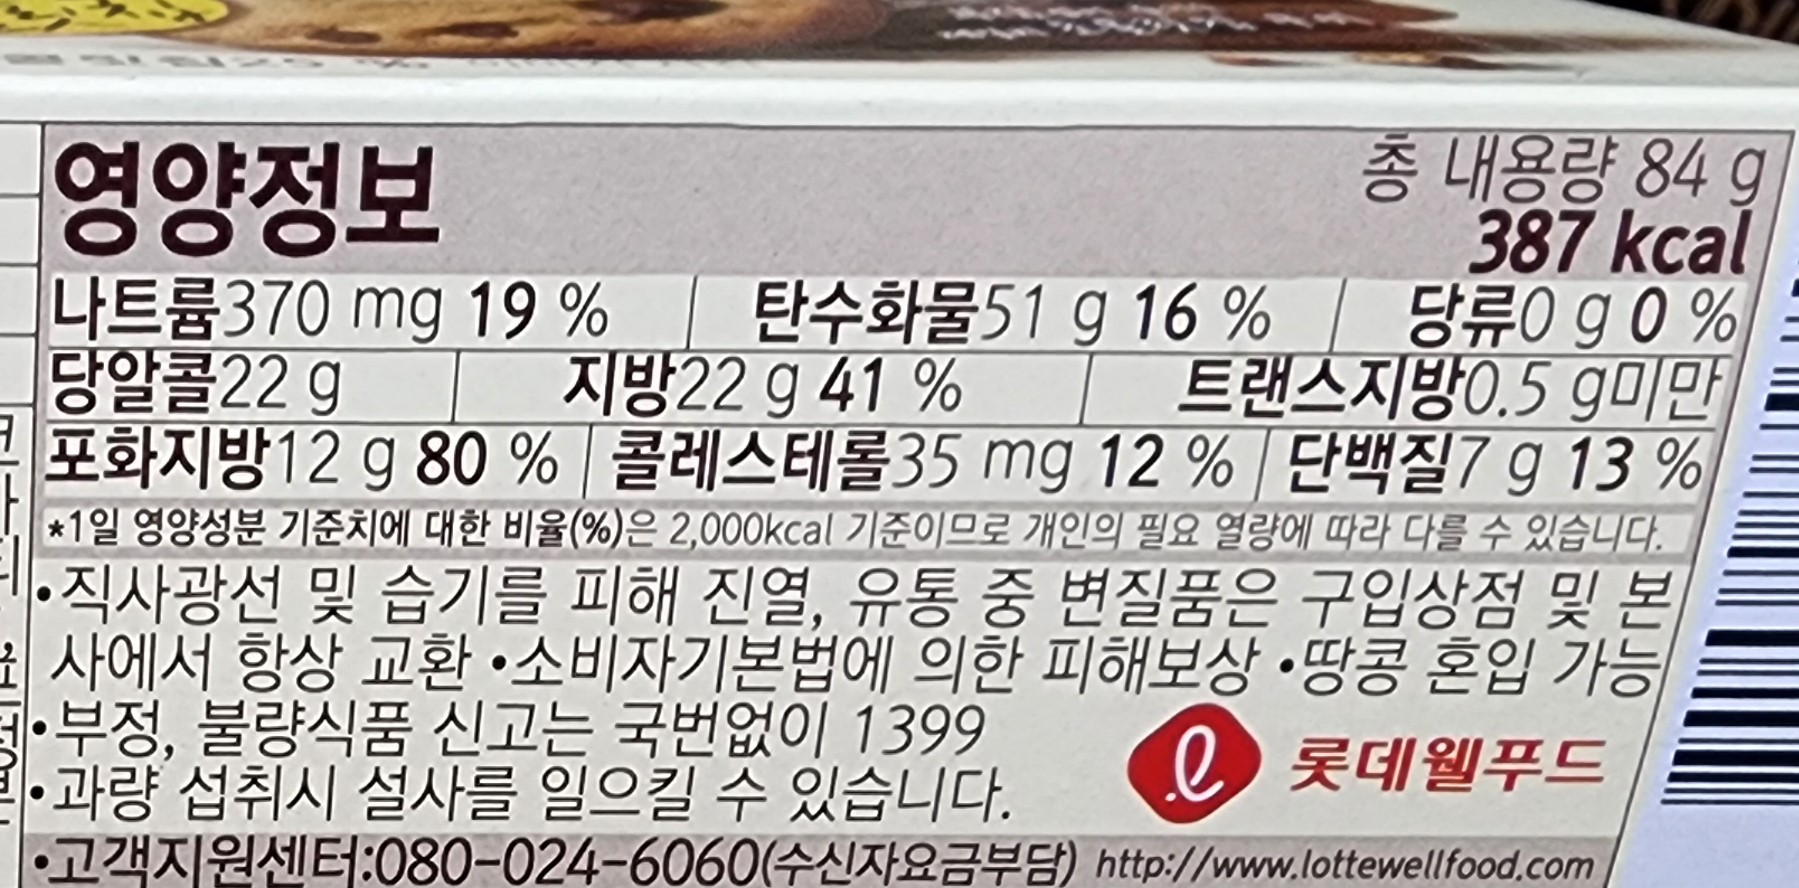 영양정보
총 내용량 84 g
387 kcal
나트륨370 mg 19 % 탄수화물51 g 16 % 당류0 g 0 %
당알콜22 g 지방22 g 41 % 트랜스지방0.5 g미만
포화지방12 g 80 % 콜레스테롤35 mg 12 % 단백질7 g 13 %
*1일 영양성분 기준치에 대한 비율(%)은 2,000kcal 기준이므로 개인의 필요 열량에 따라 다를 수 있습니다.
•직사광선 및 습기를 피해 진열, 유통 중 변질품은 구입상점 및 본
사에서 항상 교환 •소비자기본법에 의한 피해보상 •땅콩 혼입 가능
•부정, 불량식품 신고는 국번없이 1399
•과량 섭취시 설사를 일으킬 수 있습니다.
롯데웰푸드
•고객지원센터:080-024-6060(수신자요금부담) http://www.lottewellfood.com